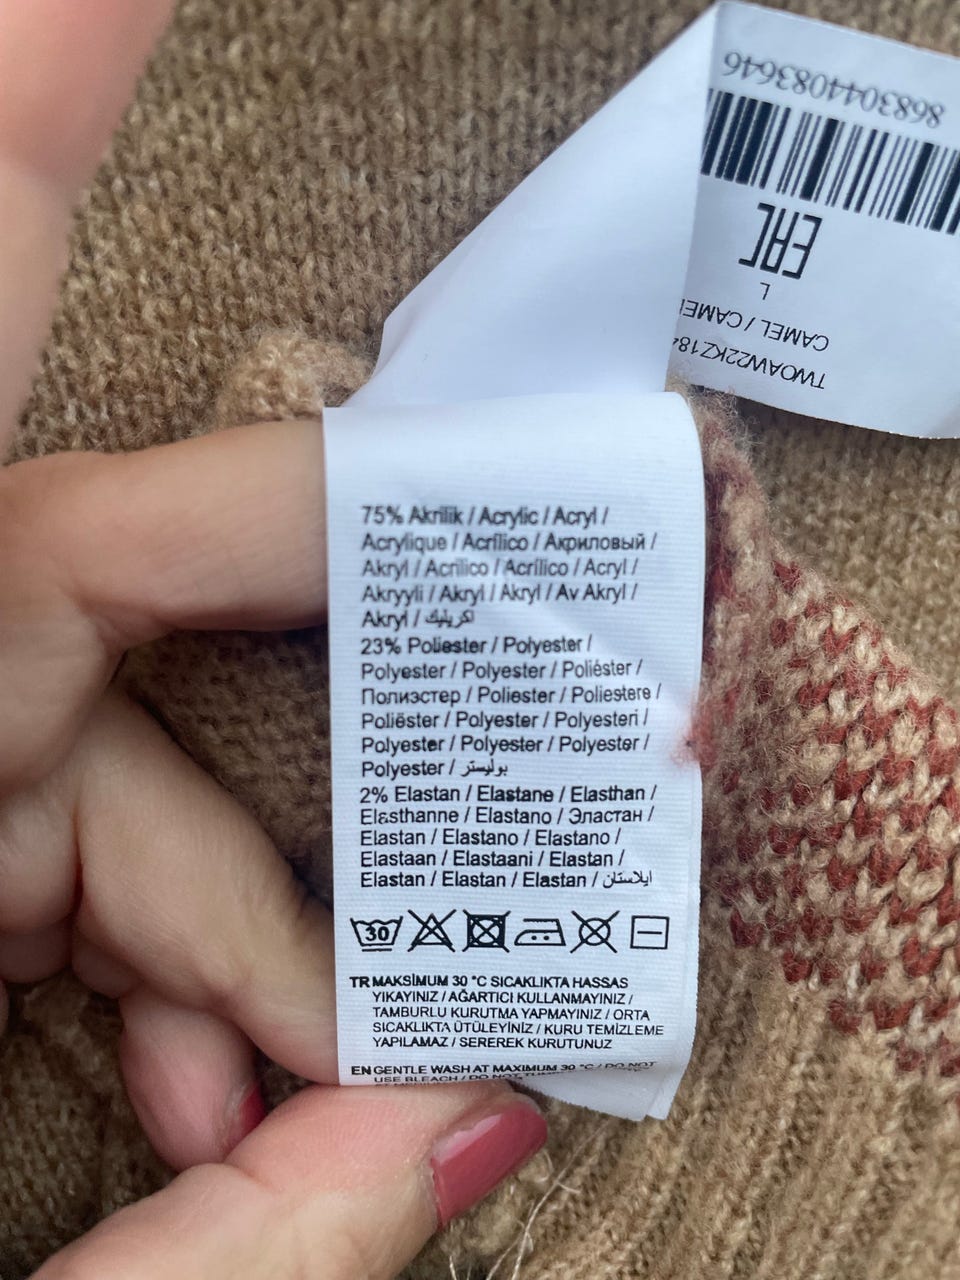 8683044083646
EAC
L
CAMEL / CAMEL
TWOAW22KZ184
75% Akrilik / Acrylic / Acryl /
Acrylique / Acrílico / Акриловый /
Akryl / Acrilico / Acrílico / Acryl /
Akryyli / Akryl / Akryl / Av Akryl /
Akryl / اكريليك
23% Poliester / Polyester /
Polyester / Polyester / Poliéster /
Полиэстер / Poliester / Poliestere /
Poliëster / Polyester / Polyesteri /
Polyester / Polyester / Polyester /
Polyester / بوليستر
2% Elastan / Elastane / Elasthan /
Elasthanne / Elastano / Эластан /
Elastan / Elastano / Elastano /
Elastaan / Elastaani / Elastan /
Elastan / Elastan / Elastan / ايلاستان
30
TR MAKSİMUM 30 °C SICAKLIKTA HASSAS
YIKAYINIZ / AĞARTICI KULLANMAYINIZ /
TAMBURLU KURUTMA YAPMAYINIZ / ORTA
SICAKLIKTA ÜTÜLEYİNİZ / KURU TEMİZLEME
YAPILAMAZ / SEREREK KURUTUNUZ
EN GENTLE WASH AT MAXIMUM 30 °C / DO NOT
USE BLEACH / DO NOT